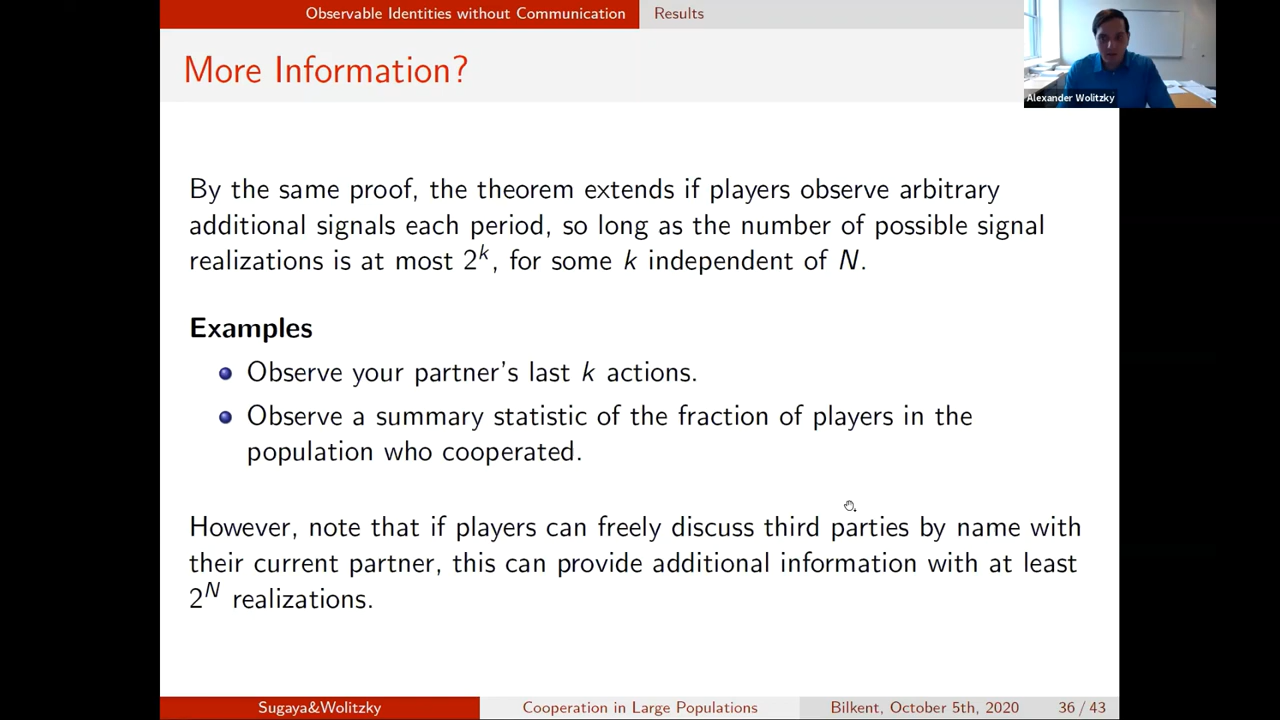 Observable Identities without Communication Results
More Information?
Alexander Wolitzky
By the same proof, the theorem extends if players observe arbitrary
additional signals each period, so long as the number of possible signal
realizations is at most 2^k, for some k independent of N.
Examples
Observe your partner's last k actions.
Observe a summary statistic of the fraction of players in the
population who cooperated.
However, note that if players can freely discuss third parties by name with
their current partner, this can provide additional information with at least
2^N realizations.
Sugaya&Wolitzky Cooperation in Large Populations Bilkent, October 5th, 2020 36 / 43